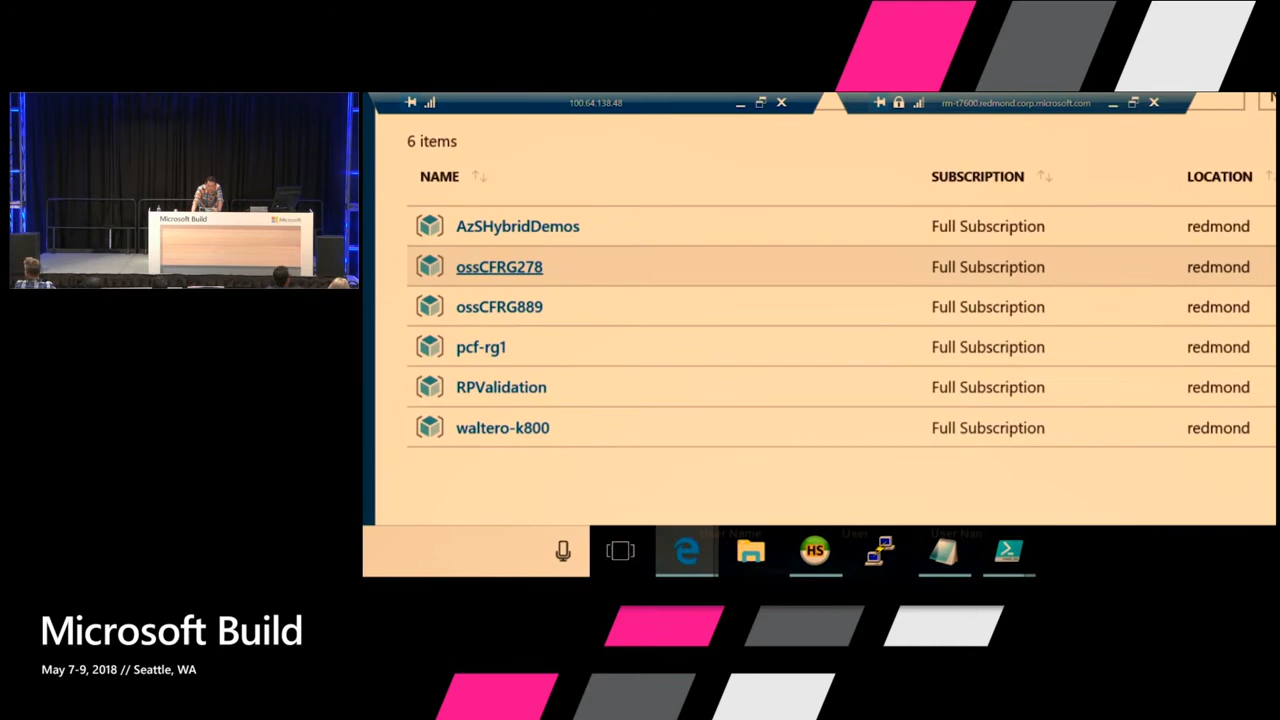 100.64.138.48
rm-t7600.redmond.corp.microsoft.com
6 items
NAME SUBSCRIPTION LOCATION
AzSHybridDemos Full Subscription redmond
ossCFRG278 Full Subscription redmond
ossCFRG889 Full Subscription redmond
pcf-rg1 Full Subscription redmond
RPValidation Full Subscription redmond
waltero-k800 Full Subscription redmond
Microsoft Build Microsoft
HS
Microsoft Build
May 7-9, 2018 // Seattle, WA